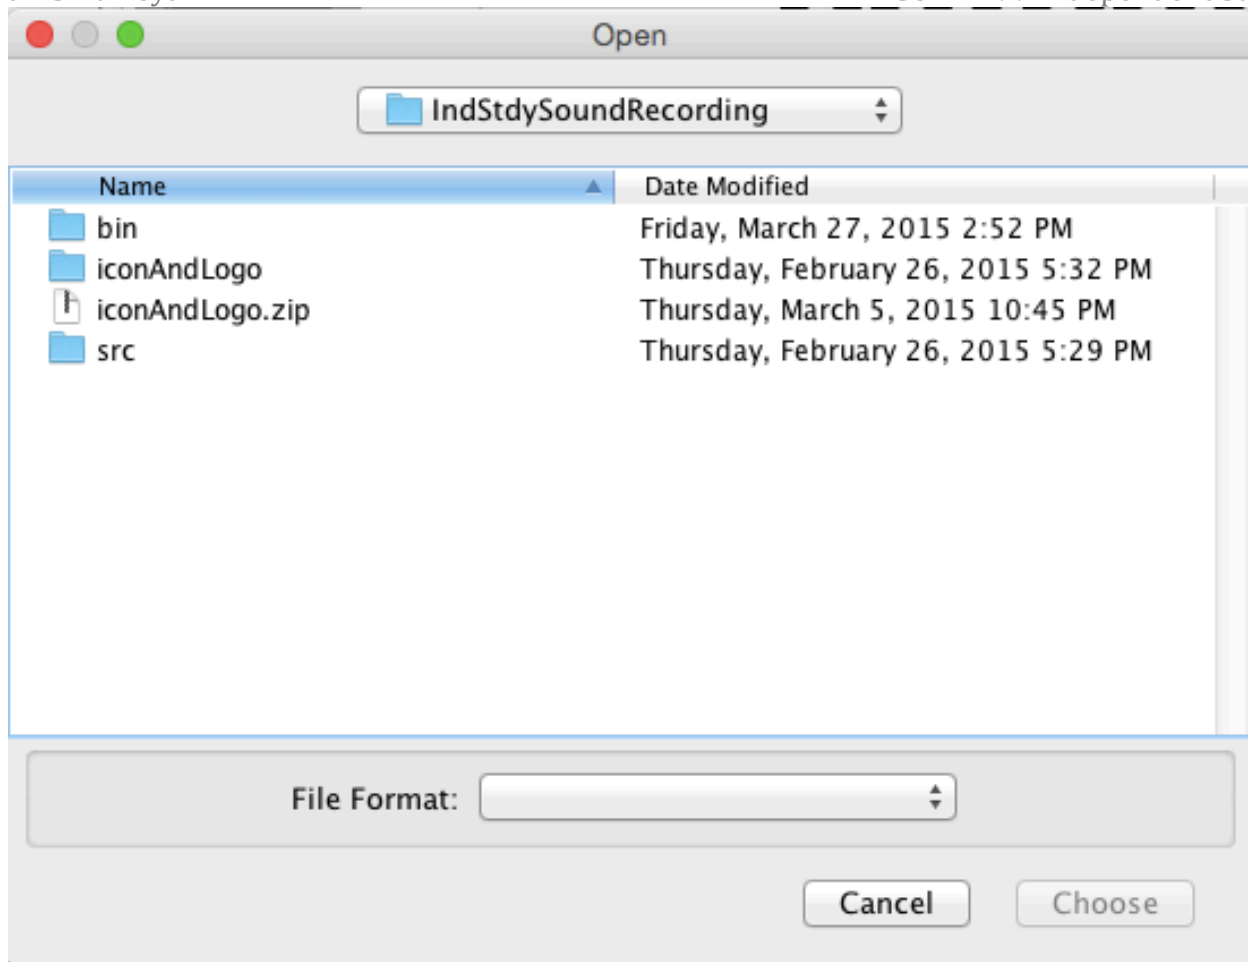 Open
IndStdySoundRecording
Name Date Modified
bin Friday, March 27, 2015 2:52 PM
iconAndLogo Thursday, February 26, 2015 5:32 PM
iconAndLogo.zip Thursday, March 5, 2015 10:45 PM
src Thursday, February 26, 2015 5:29 PM
File Format:
Cancel Choose